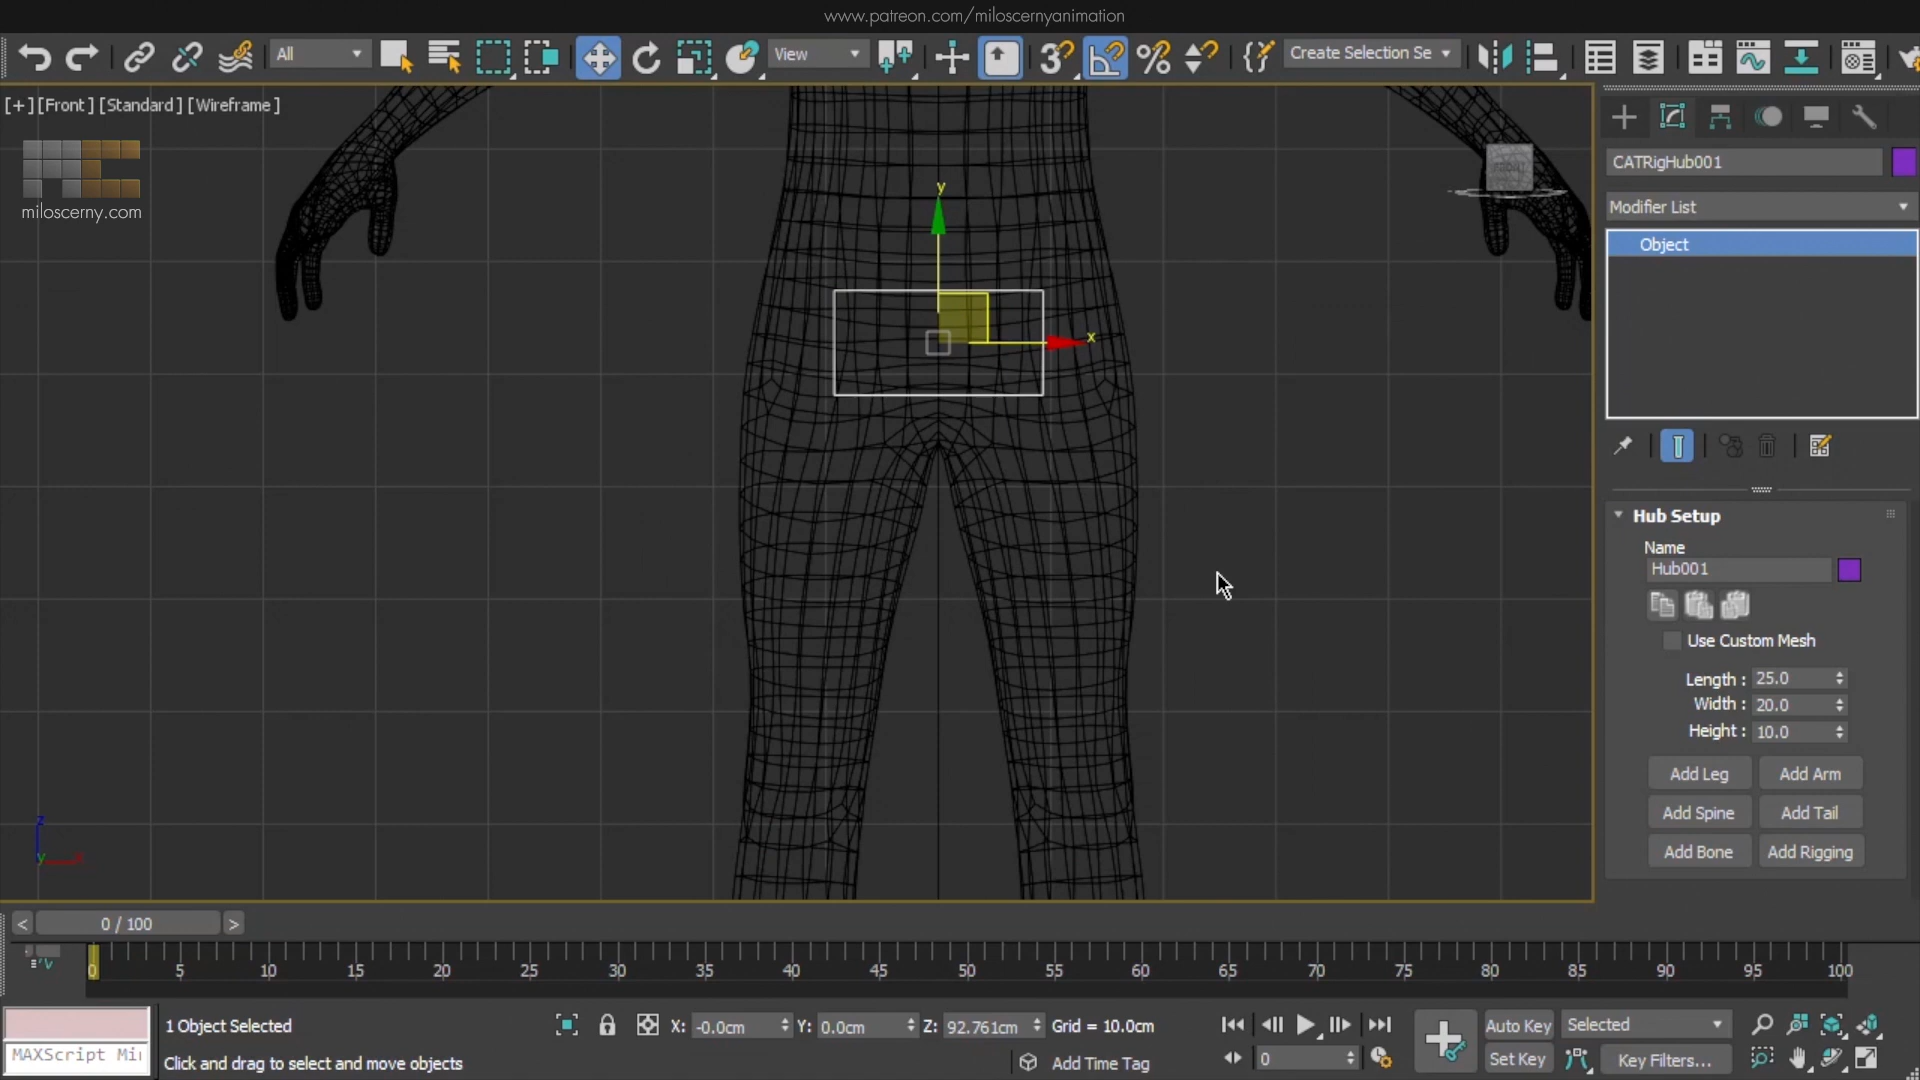 www.patreon.com/miloscernyanimation
All
View
Create Selection Se
[+] [Front] [Standard] [Wireframe]
miloscerny.com
y
x
z
y
CATRigHub001
Modifier List
Object
Hub Setup
Name
Hub001
Use Custom Mesh
Length : 25.0
Width : 20.0
Height : 10.0
Add Leg Add Arm
Add Spine Add Tail
Add Bone Add Rigging
< 0 / 100 >
0 5 10 15 20 25 30 35 40 45 50 55 60 65 70 75 80 85 90 95 100
1 Object Selected
X: -0.0cm Y: 0.0cm Z: 92.761cm Grid = 10.0cm
Auto Key Selected
MAXScript Mi
Click and drag to select and move objects
Add Time Tag
0
Set Key Key Filters...